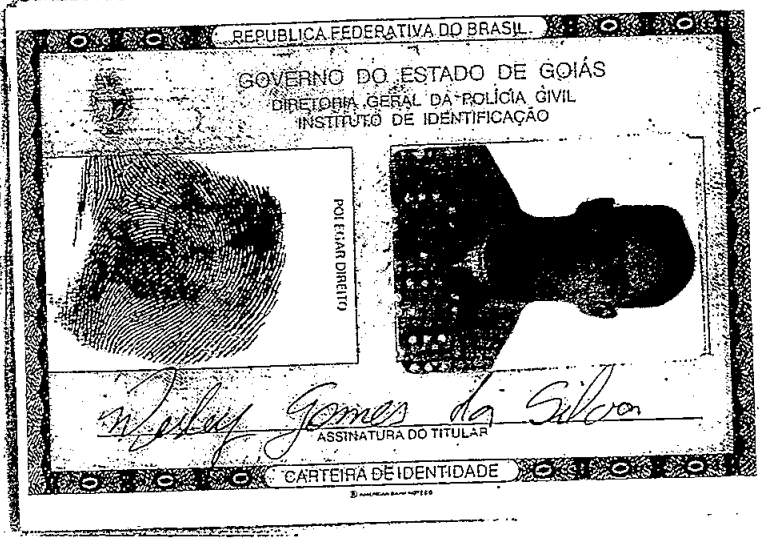 REPUBLICA FEDERATIVA DO BRASIL
GOVERNO DO ESTADO DE GOIÁS
DIRETORIA GERAL DA POLÍCIA CIVIL
INSTITUTO DE IDENTIFICAÇÃO
POLEGAR DIREITO
Wesley Gomes da Silva
ASSINATURA DO TITULAR
CARTEIRA DE IDENTIDADE